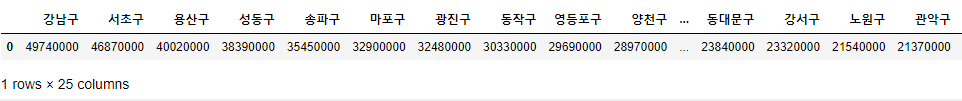 강남구 서초구 용산구 성동구 송파구 마포구 광진구 동작구 영등포구 양천구 ... 동대문구 강서구 노원구 관악구
0 49740000 46870000 40020000 38390000 35450000 32900000 32480000 30330000 29690000 28970000 ... 23840000 23320000 21540000 21370000
1 rows × 25 columns